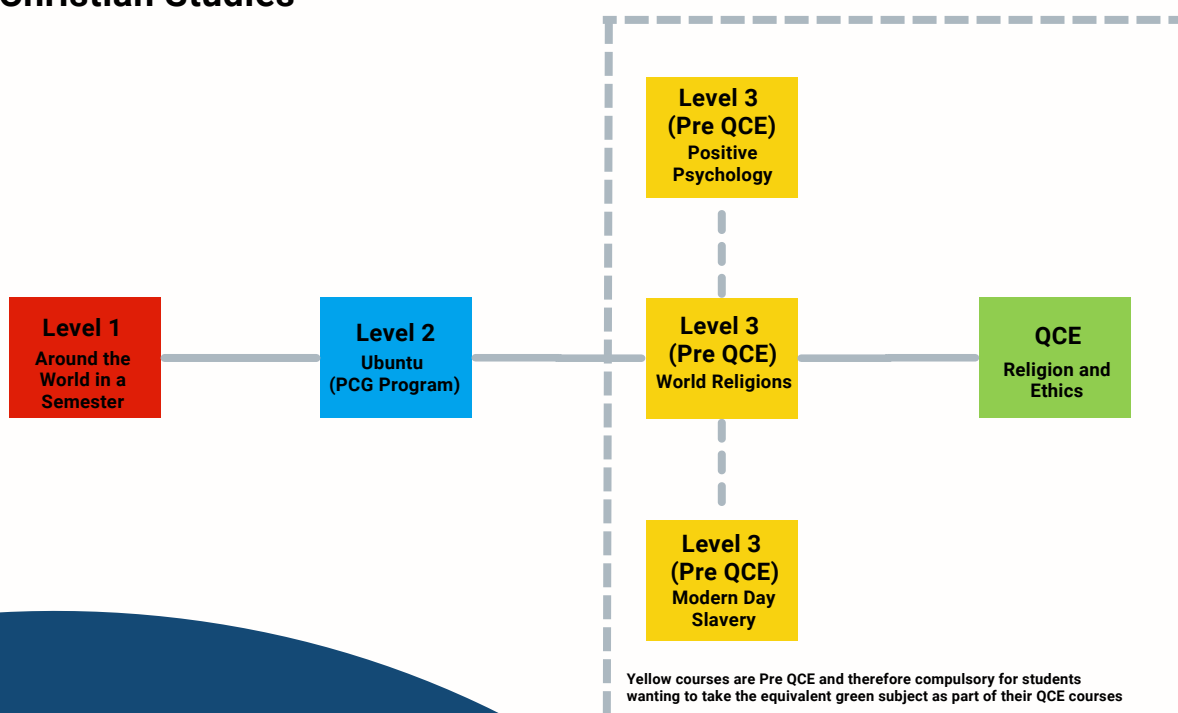 Christian Studies
Level 3
(Pre QCE)
Positive
Psychology
Level 1
Around the
World in a
Semester
Level 2
Ubuntu
(PCG Program)
Level 3
(Pre QCE)
World Religions
QCE
Religion and
Ethics
Level 3
(Pre QCE)
Modern Day
Slavery
Yellow courses are Pre QCE and therefore compulsory for students
wanting to take the equivalent green subject as part of their QCE courses